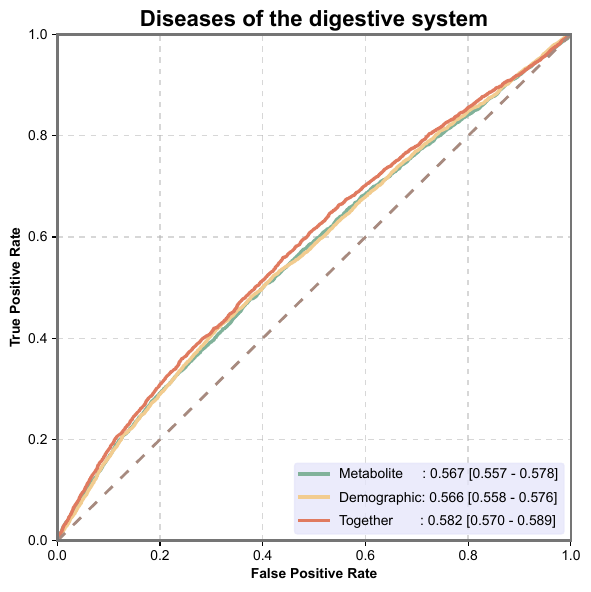 Diseases of the digestive system
True Positive Rate
1.0
0.8
0.6
0.4
0.2
0.0
Metabolite : 0.567 [0.557 - 0.578]
Demographic: 0.566 [0.558 - 0.576]
Together : 0.582 [0.570 - 0.589]
0.0 0.2 0.4 0.6 0.8 1.0
False Positive Rate